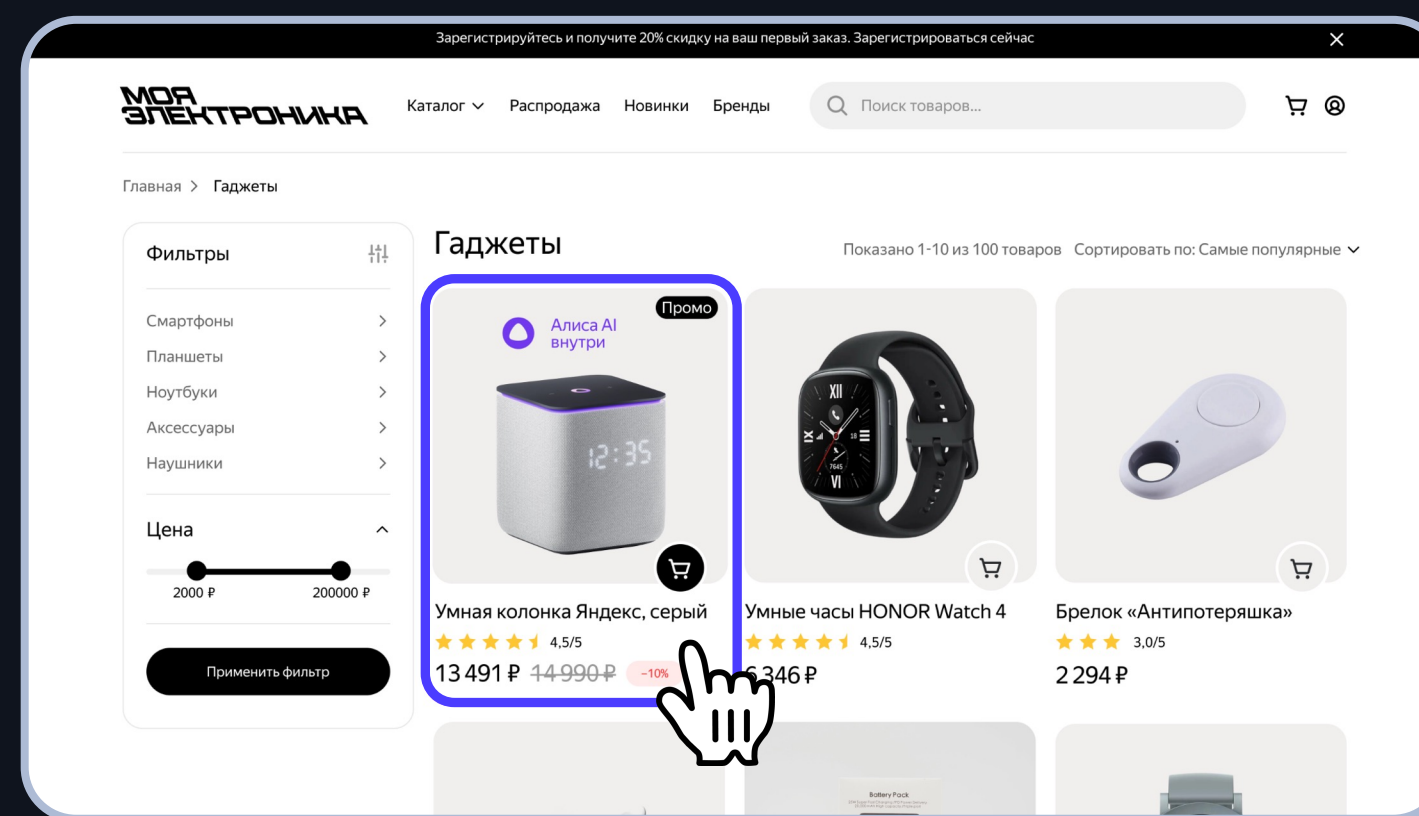 Зарегистрируйтесь и получите 20% скидку на ваш первый заказ. Зарегистрироваться сейчас
МОЯ
ЭЛЕКТРОНИКА
Каталог Распродажа Новинки Бренды Поиск товаров...
Главная > Гаджеты
Фильтры
Смартфоны
Планшеты
Ноутбуки
Аксессуары
Наушники
Цена
2000 ₽ 200000 ₽
Применить фильтр
Гаджеты
Показано 1-10 из 100 товаров Сортировать по: Самые популярные
Промо
Алиса AI
внутри
12:35
Умная колонка Яндекс, серый
4,5/5
13 491 ₽ 14 990 ₽ −10%
XII
18
7645
VI
Умные часы HONOR Watch 4
4,5/5
346 ₽
Брелок «Антипотеряшка»
3,0/5
2 294 ₽
Battery Pack